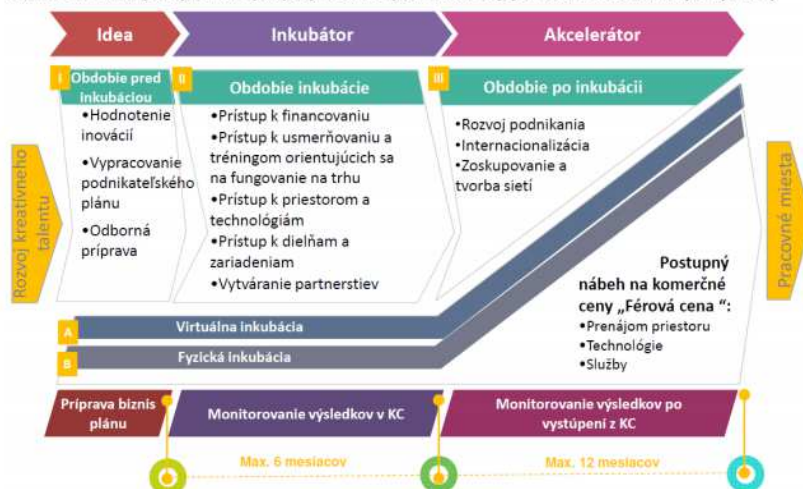 Idea
Inkubátor
Akcelerátor
I
Obdobie pred
inkubáciou
II
Obdobie inkubácie
III
Obdobie po inkubácii
Rozvoj kreatívneho
talentu
•Hodnotenie
inovácií
•Vypracovanie
podnikateľského
plánu
•Odborná
príprava
•Prístup k financovaniu
•Prístup k usmerňovaniu a
tréningom orientujúcich sa
na fungovanie na trhu
•Prístup k priestorom a
technológiám
•Prístup k dielňam a
zariadeniam
•Vytváranie partnerstiev
•Rozvoj podnikania
•Internacionalizácia
•Zoskupovanie a
tvorba sietí
Pracovné miesta
Postupný
nábeh na komerčné
ceny „Férová cena “:
•Prenájom priestoru
•Technológie
•Služby
A
Virtuálna inkubácia
B
Fyzická inkubácia
Príprava biznis
plánu
Monitorovanie výsledkov v KC
Monitorovanie výsledkov po
vystúpení z KC
Max. 6 mesiacov
Max. 12 mesiacov